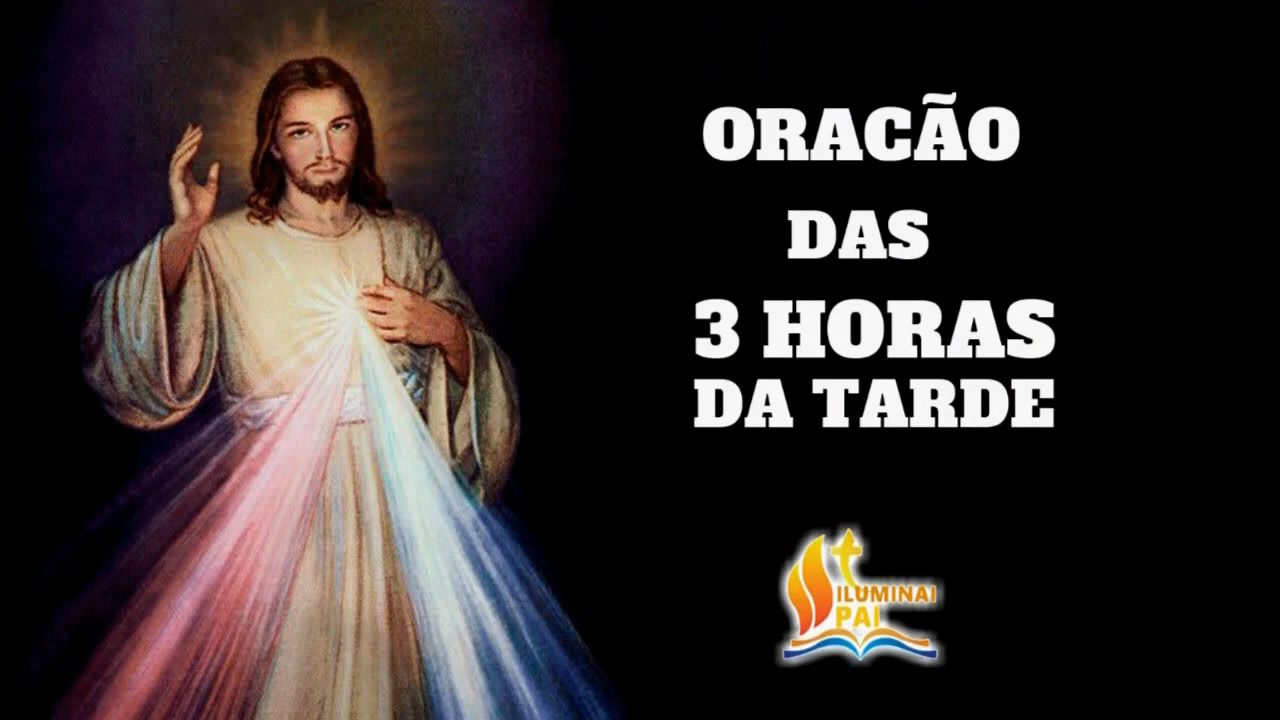 ORACÃO
DAS
3 HORAS
DA TARDE
ILUMINAI
PAI